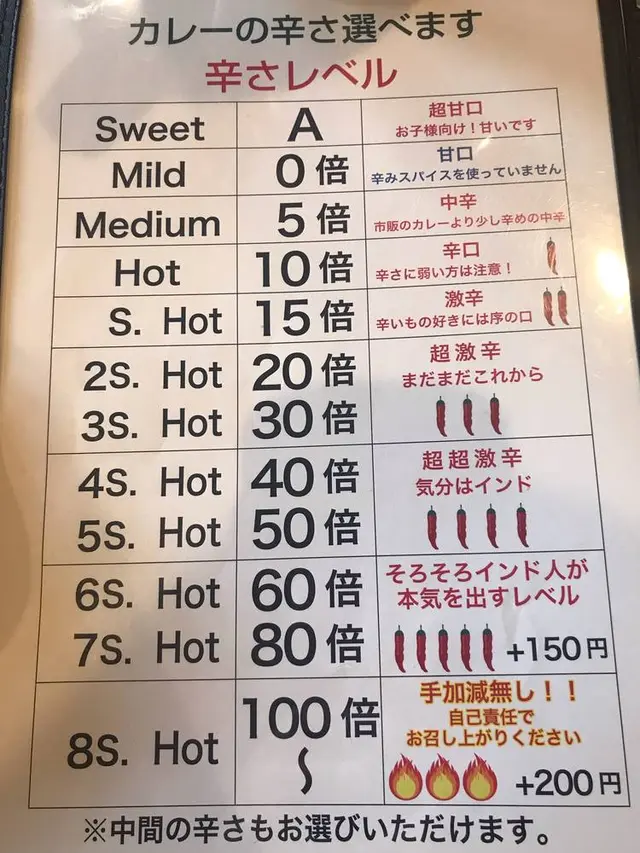 カレーの辛さ選べます
辛さレベル
Sweet A 超甘口
お子様向け！甘いです
Mild 0倍 甘口
辛みスパイスを使っていません
Medium 5倍 中辛
市販のカレーより少し辛めの中辛
Hot 10倍 辛口
辛さに弱い方は注意！
S. Hot 15倍 激辛
辛いもの好きには序の口
2S. Hot 20倍 超激辛
まだまだこれから
3S. Hot 30倍
4S. Hot 40倍 超超激辛
気分はインド
5S. Hot 50倍
6S. Hot 60倍 そろそろインド人が
本気を出すレベル
7S. Hot 80倍 +150円
8S. Hot 100倍〜 手加減無し！！
自己責任で
お召し上がりください
+200円
※中間の辛さもお選びいただけます。